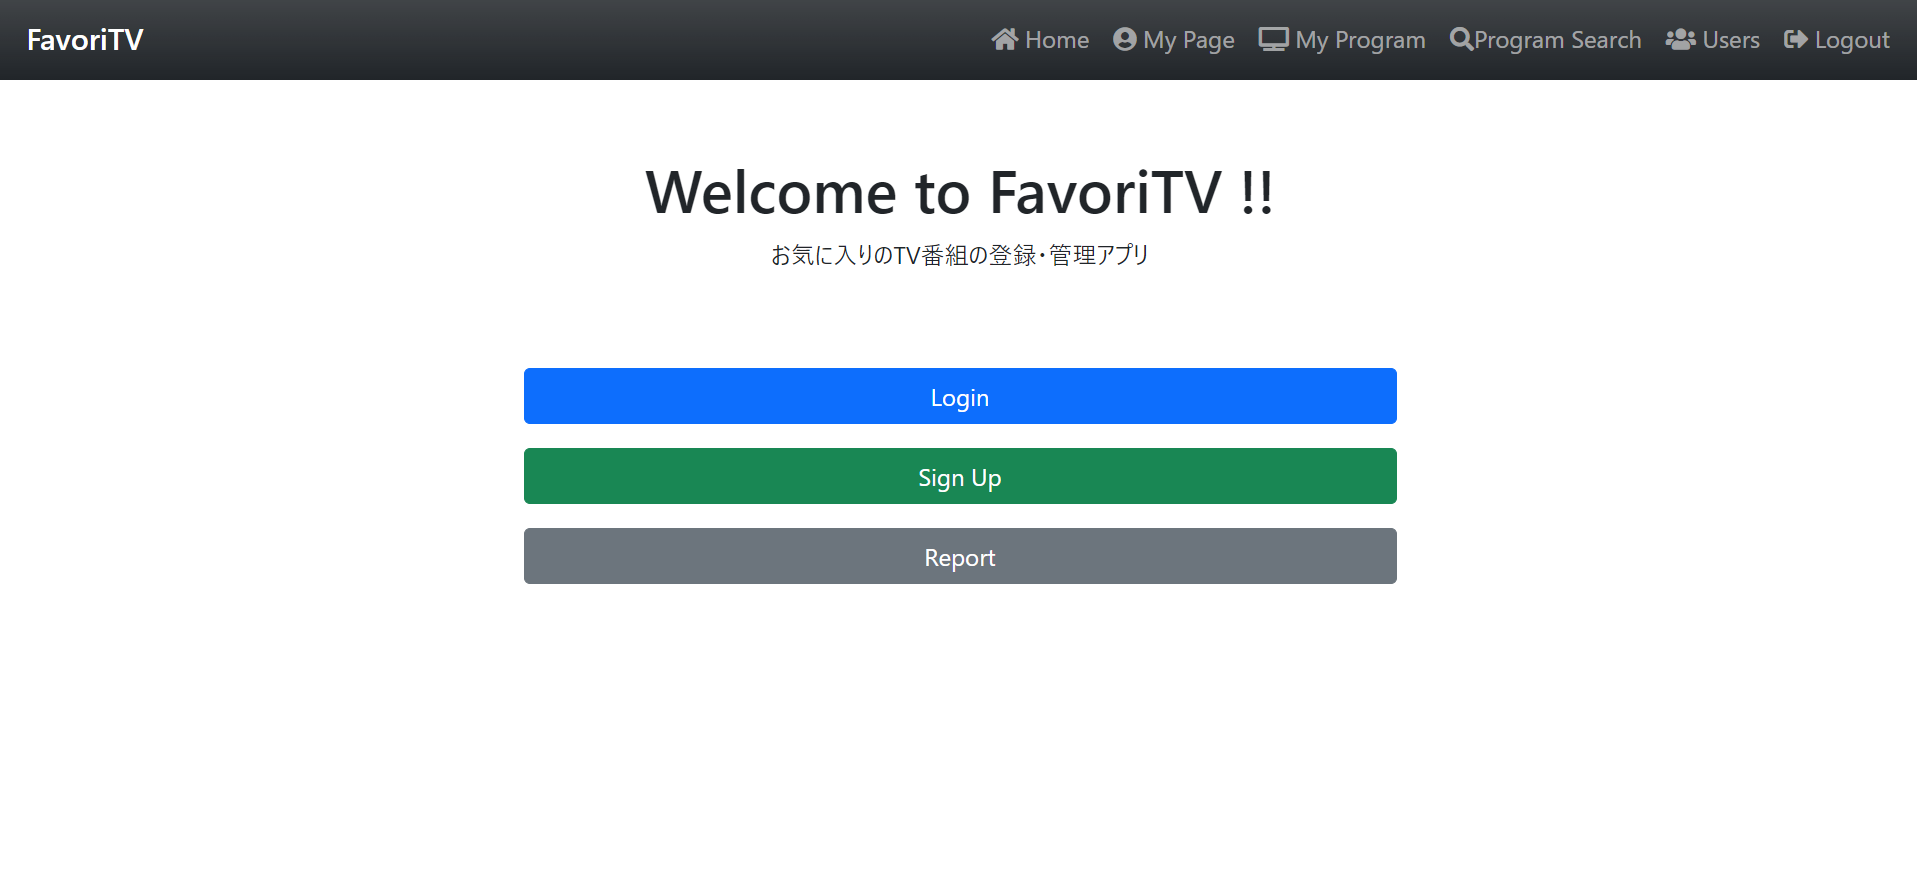 FavoriTV
Home My Page My Program Program Search Users Logout
Welcome to FavoriTV !!
お気に入りのTV番組の登録・管理アプリ
Login
Sign Up
Report